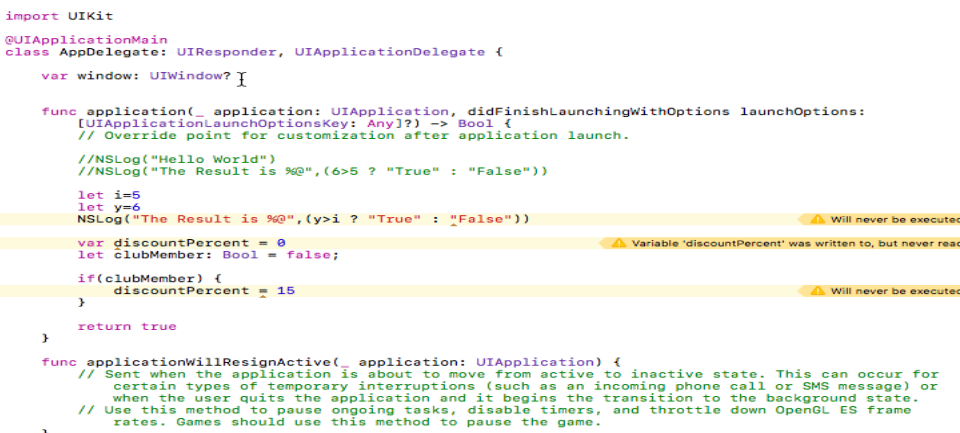 import UIKit
@UIApplicationMain
class AppDelegate: UIResponder, UIApplicationDelegate {
var window: UIWindow?
func application(_ application: UIApplication, didFinishLaunchingWithOptions launchOptions:
[UIApplicationLaunchOptionsKey: Any]?) -> Bool {
// Override point for customization after application launch.
//NSLog("Hello World")
//NSLog("The Result is %@",(6>5 ? "True" : "False"))
let i=5
let y=6
NSLog("The Result is %@",(y>i ? "True" : "False")) Will never be executed
var discountPercent = 0 Variable 'discountPercent' was written to, but never read
let clubMember: Bool = false;
if(clubMember) {
discountPercent = 15 Will never be executed
}
return true
}
func applicationWillResignActive(_ application: UIApplication) {
// Sent when the application is about to move from active to inactive state. This can occur for
certain types of temporary interruptions (such as an incoming phone call or SMS message) or
when the user quits the application and it begins the transition to the background state.
// Use this method to pause ongoing tasks, disable timers, and throttle down OpenGL ES frame
rates. Games should use this method to pause the game.
}